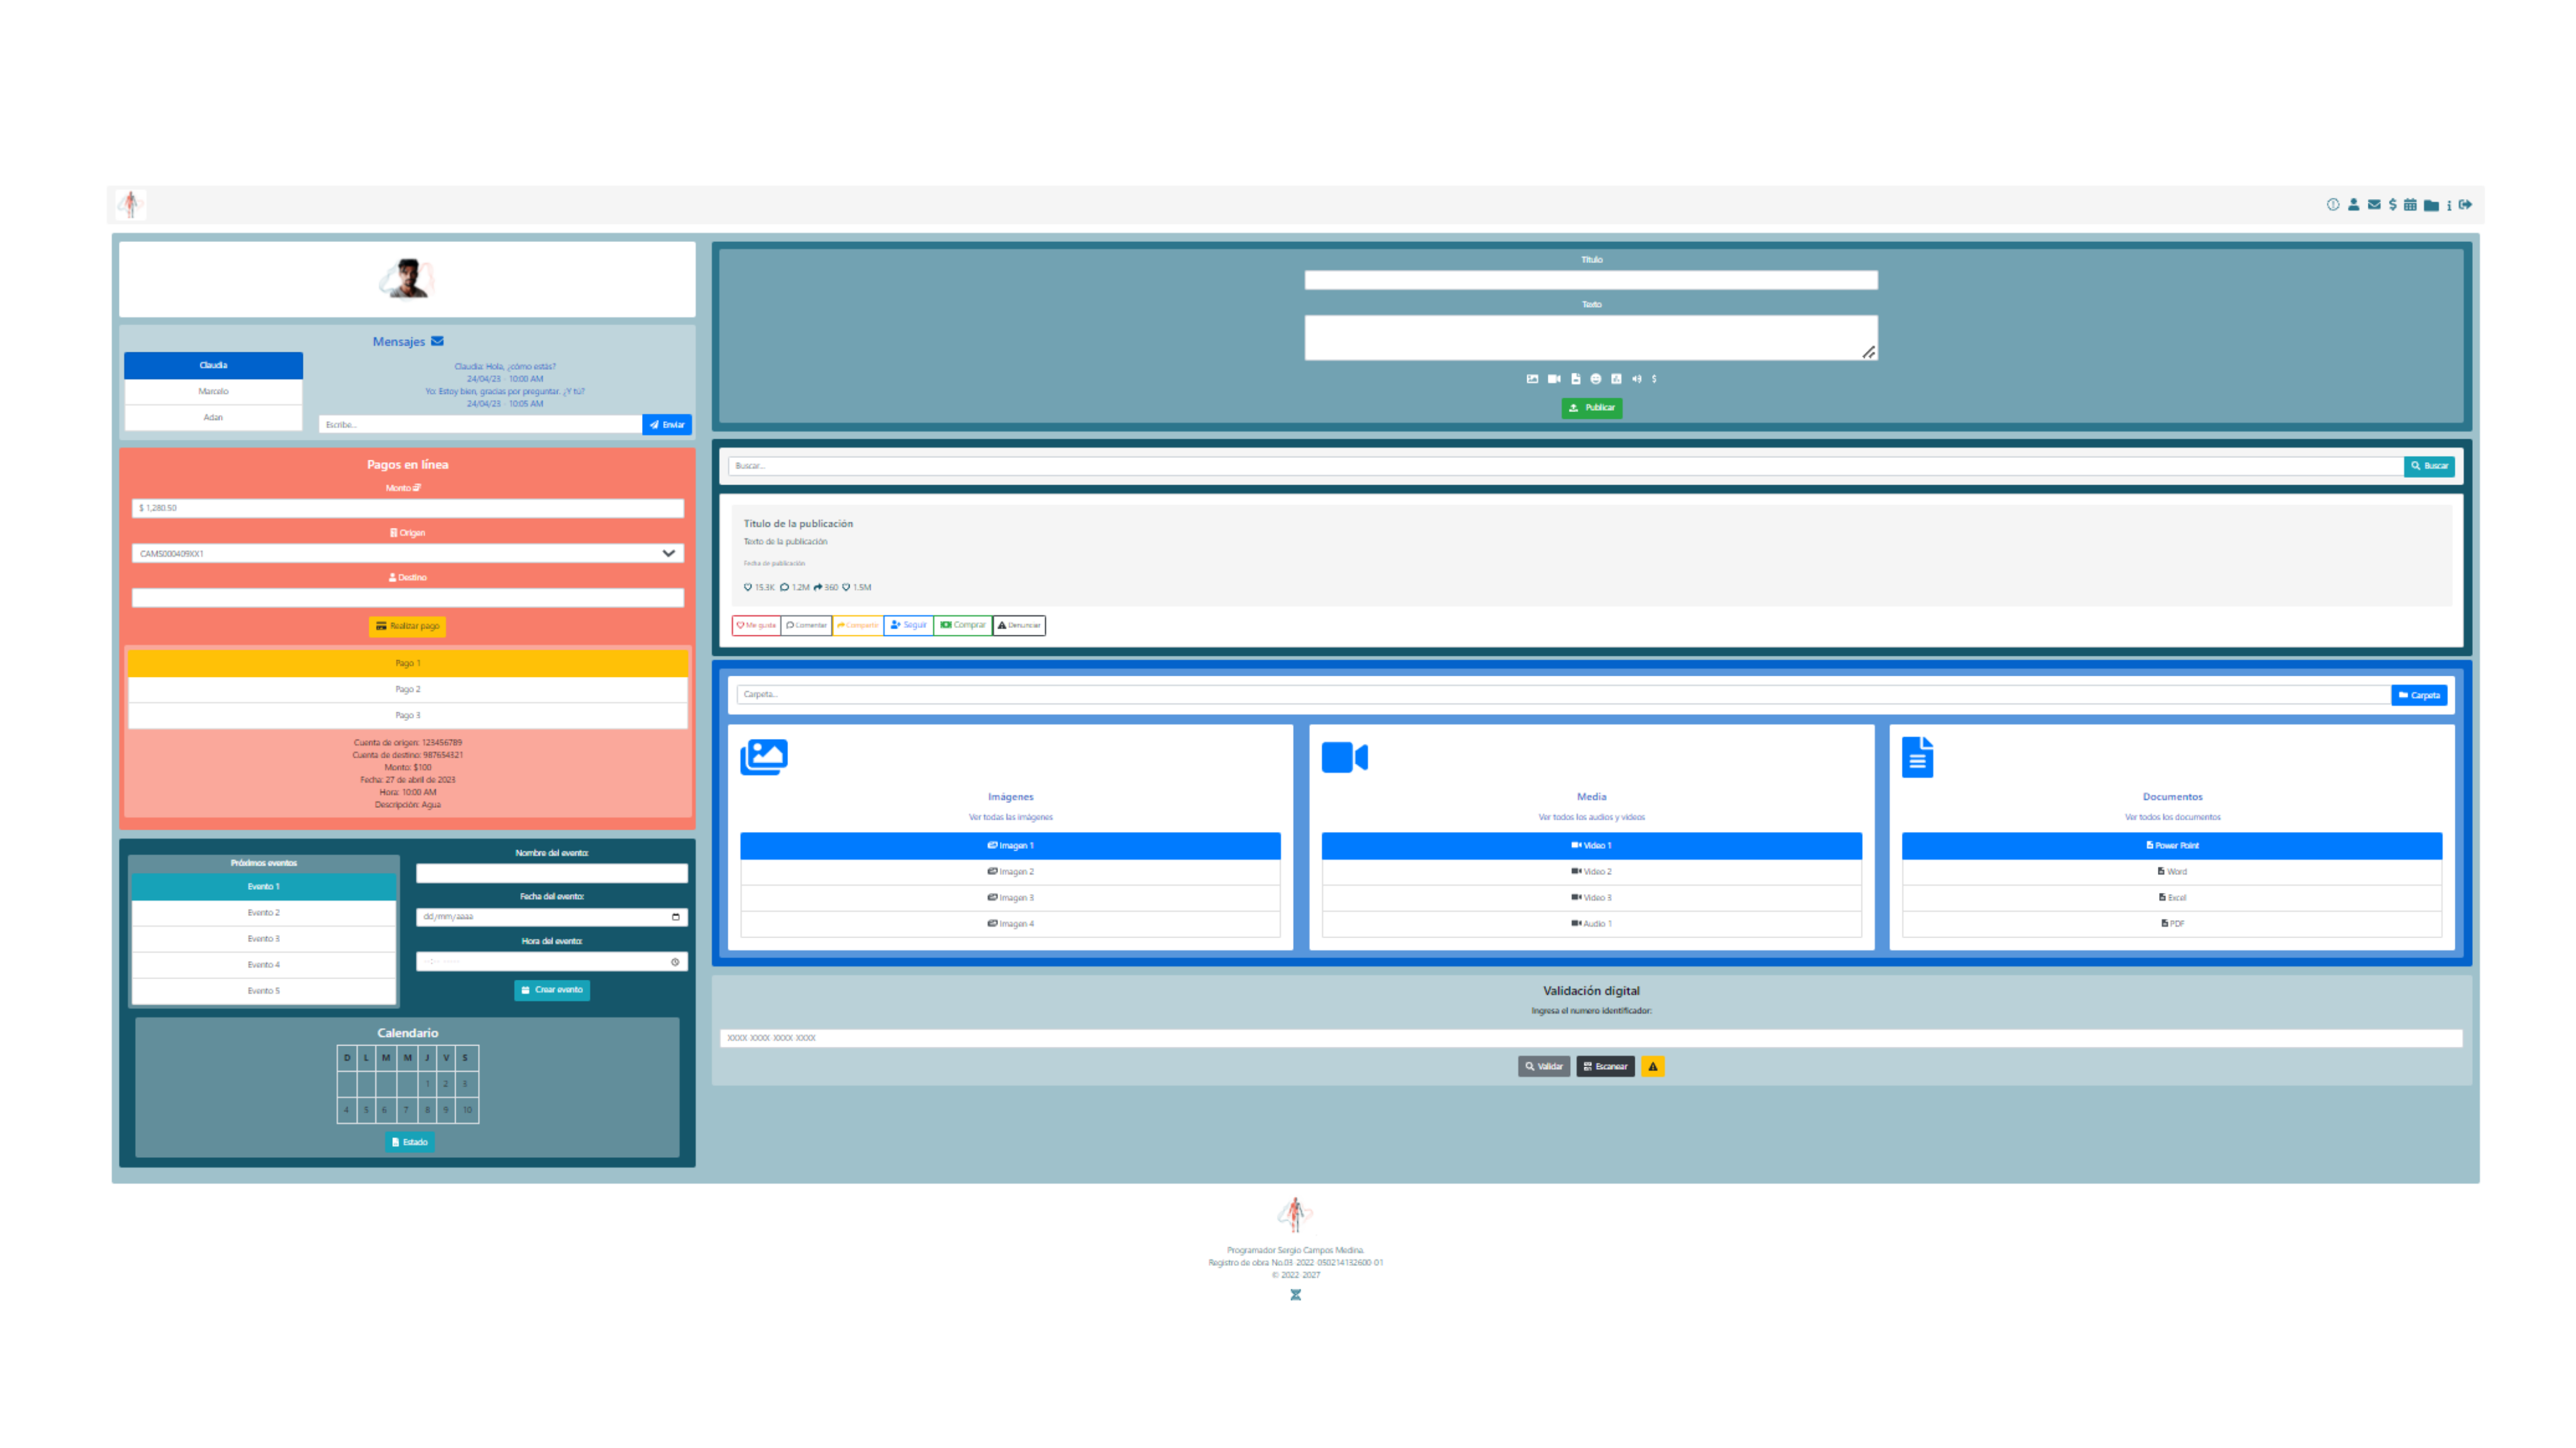 Mensajes
Claudia
Marcelo
Adan
Claudia: Hola, ¿cómo estás?
24/04/23 - 10:00 AM
Yo: Estoy bien, gracias por preguntar. ¿Y tú?
24/04/23 - 10:05 AM
Escribe...
Enviar
Pagos en línea
Monto
$ 1,280.50
Origen
CAMS000409XX1
Destino
Realizar pago
Pago 1
Pago 2
Pago 3
Cuenta de origen: 123456789
Cuenta de destino: 987654321
Monto: $100
Fecha: 27 de abril de 2023
Hora: 10:00 AM
Descripción: Agua
Próximos eventos
Evento 1
Evento 2
Evento 3
Evento 4
Evento 5
Nombre del evento:
Fecha del evento:
dd/mm/aaaa
Hora del evento:
--:-- -----
Crear evento
Calendario
D L M M J V S
1 2 3
4 5 6 7 8 9 10
Estado
Título
Texto
Publicar
Buscar...
Buscar
Titulo de la publicación
Texto de la publicación
Fecha de publicación
15.3K 1.2M 360 1.5M
Me gusta Comentar Compartir Seguir Comprar Denunciar
Carpeta...
Carpeta
Imágenes
Ver todas las imágenes
Imagen 1
Imagen 2
Imagen 3
Imagen 4
Media
Ver todos los audios y videos
Video 1
Video 2
Video 3
Audio 1
Documentos
Ver todos los documentos
Power Point
Word
Excel
PDF
Validación digital
Ingresa el numero identificador:
XXXX-XXXX-XXXX-XXXX
Validar Escanear
Programador Sergio Campos Medina.
Registro de obra No.03-2022-050214132600-01
© 2022-2027